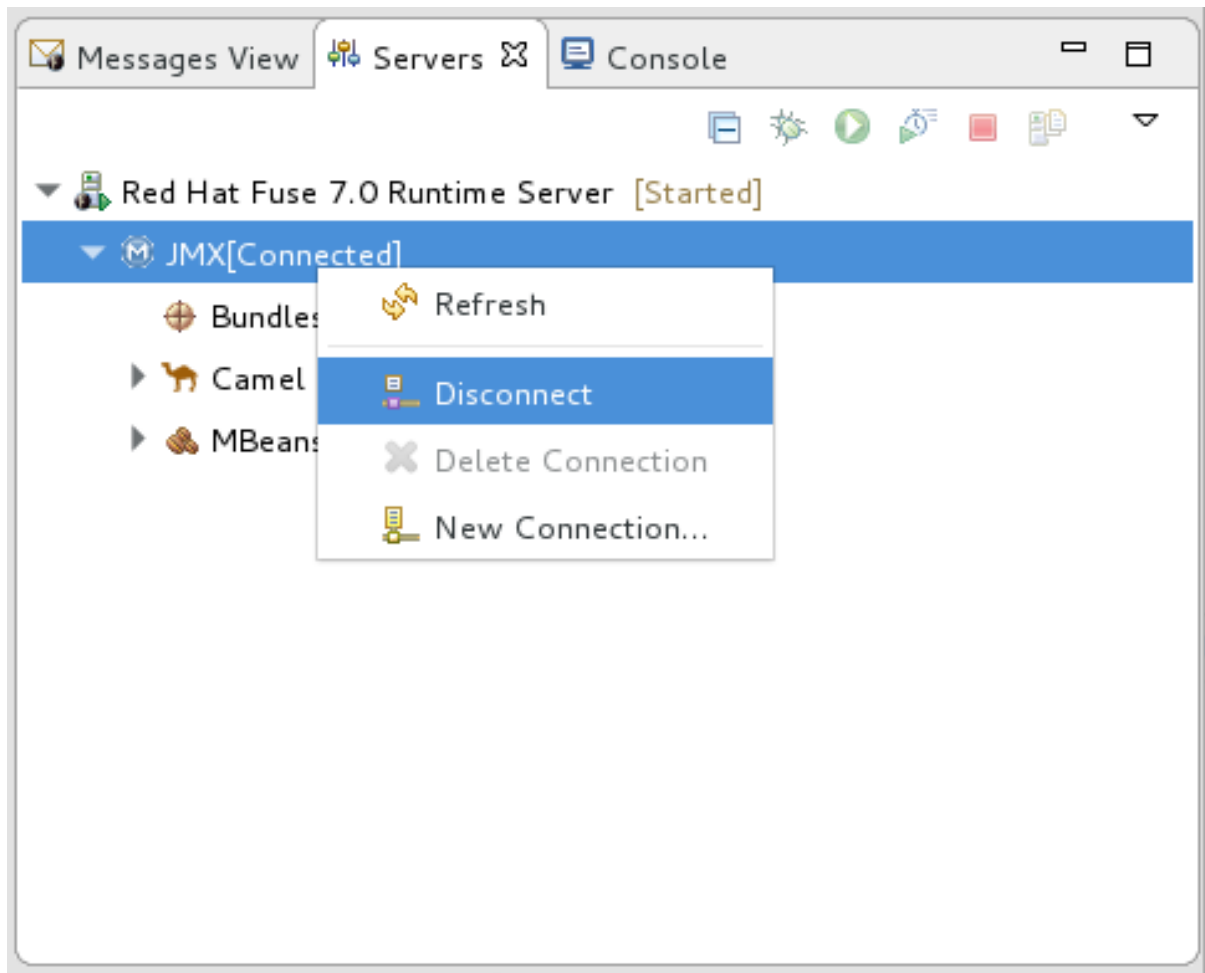 Messages View Servers Console
Red Hat Fuse 7.0 Runtime Server [Started]
JMX[Connected]
Refresh
Bundles
Camel
Disconnect
MBeans
Delete Connection
New Connection...